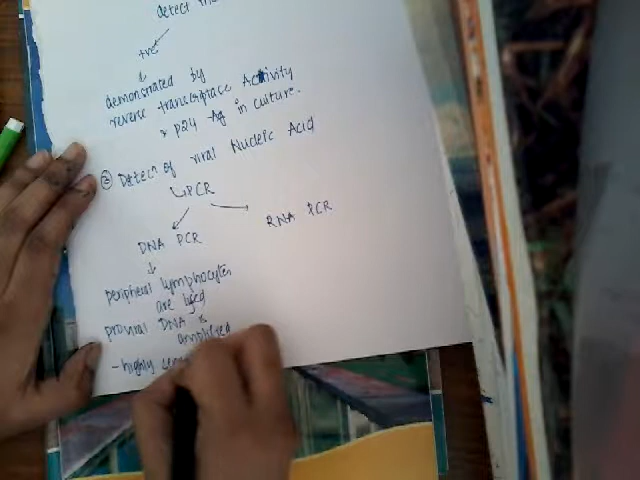 detect
+ve
demonstrated by
reverse transcriptase Activity
& P24 Ag in culture.
② Detecn of viral Nucleic Acid
PCR
DNA PCR
RNA PCR
peripheral lymphocytes
are used
proviral DNA is
amplified
- highly